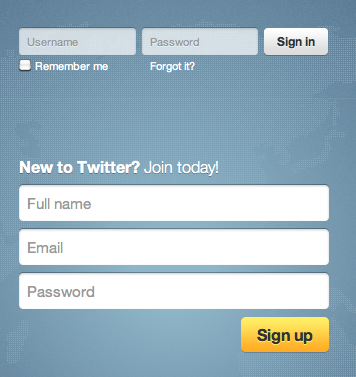 Username Password Sign in
Remember me Forgot it?
New to Twitter? Join today!
Full name
Email
Password
Sign up